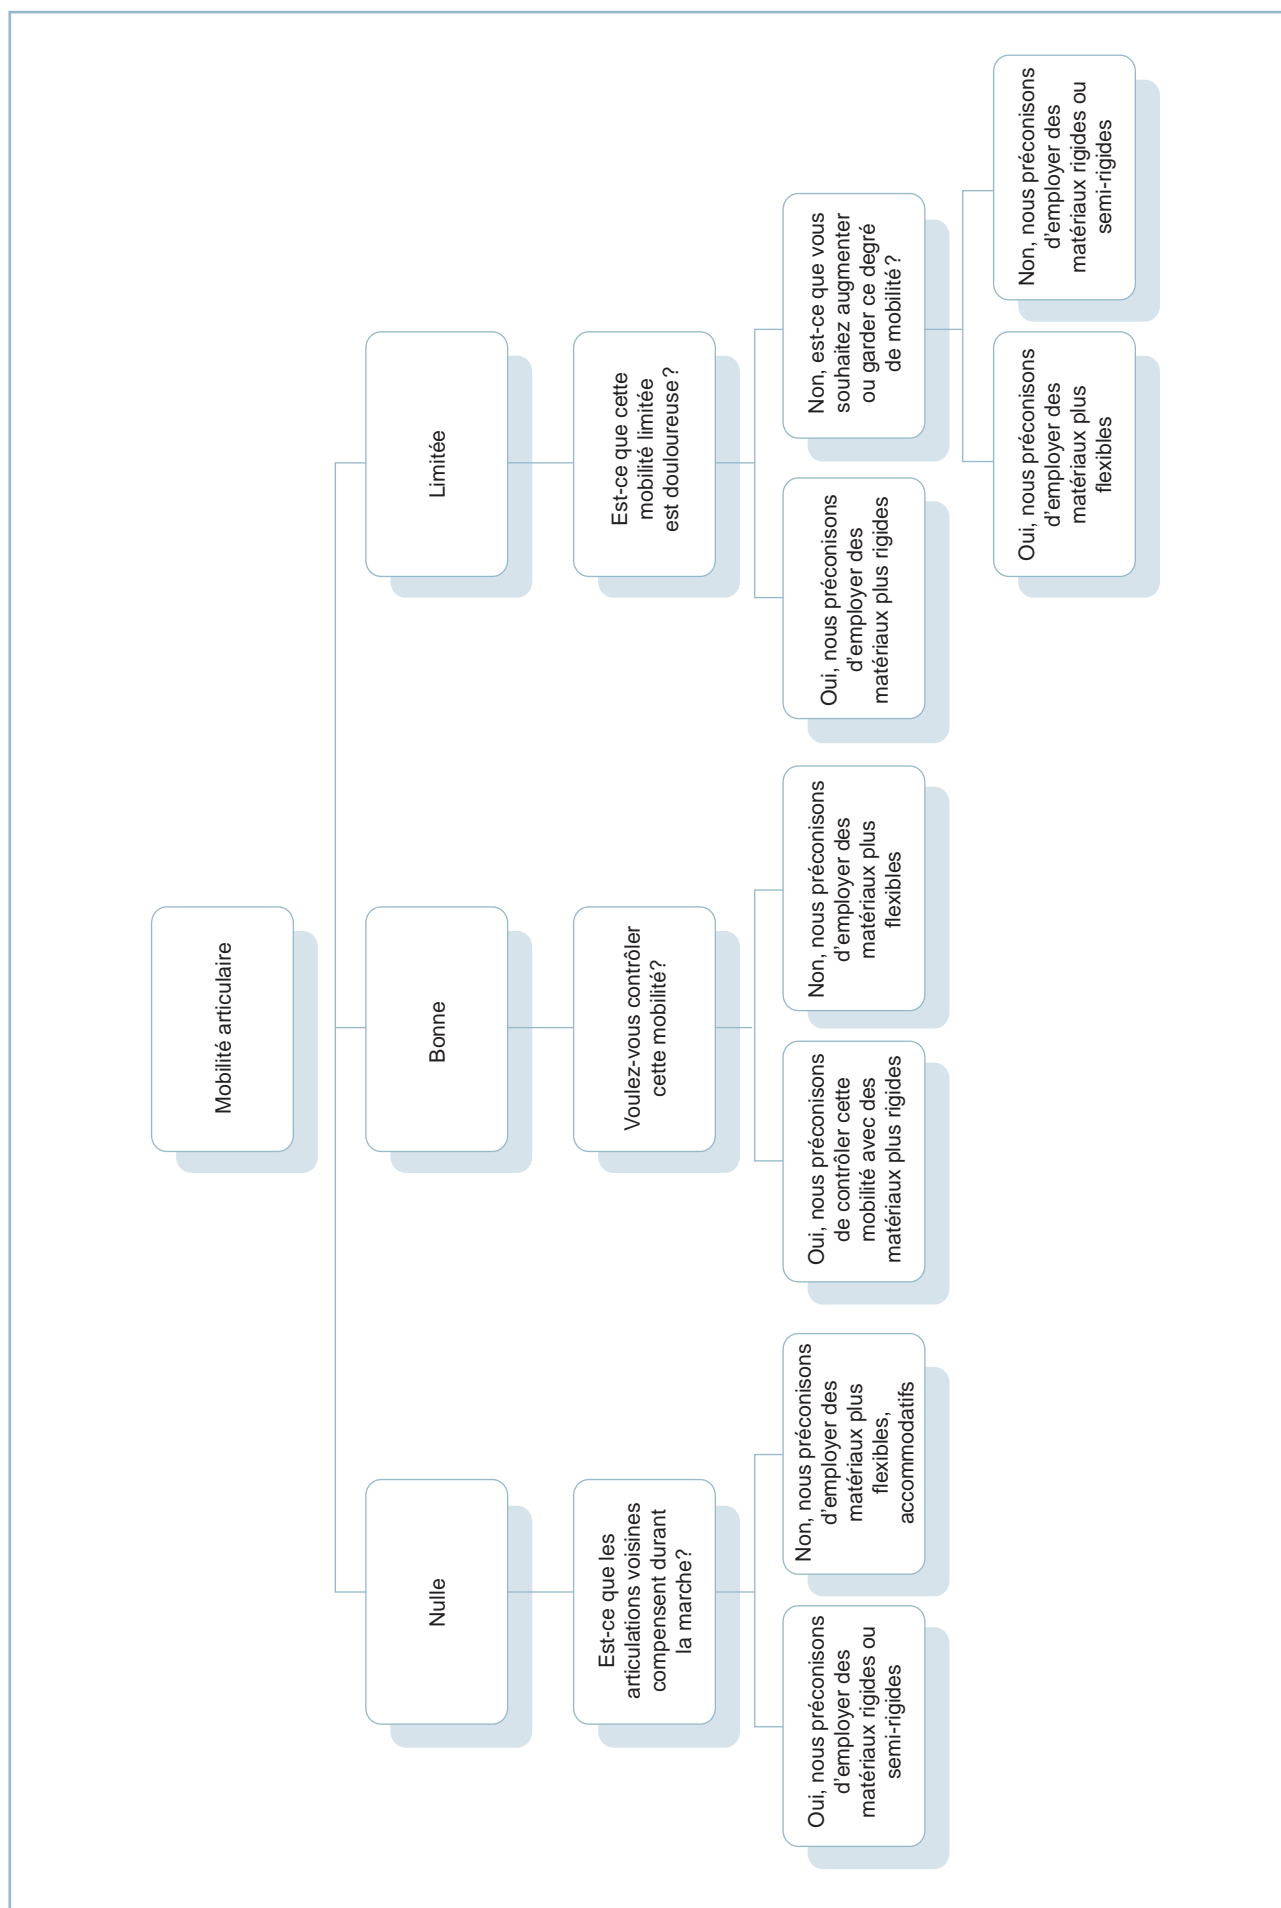 Mobilité articulaire
Nulle
Bonne
Limitée
Est-ce que les
articulations voisines
compensent durant
la marche?
Voulez-vous contrôler
cette mobilité?
Est-ce que cette
mobilité limitée
est douloureuse?
Oui, nous préconisons
d'employer des
matériaux rigides ou
semi-rigides
Non, nous préconisons
d'employer des
matériaux plus
flexibles,
accommodatifs
Oui, nous préconisons
de contrôler cette
mobilité avec des
matériaux plus rigides
Non, nous préconisons
d'employer des
matériaux plus
flexibles
Oui, nous préconisons
d'employer des
matériaux plus rigides
Non, est-ce que vous
souhaitez augmenter
ou garder ce degré
de mobilité?
Oui, nous préconisons
d'employer des
matériaux plus
flexibles
Non, nous préconisons
d'employer des
matériaux rigides ou
semi-rigides